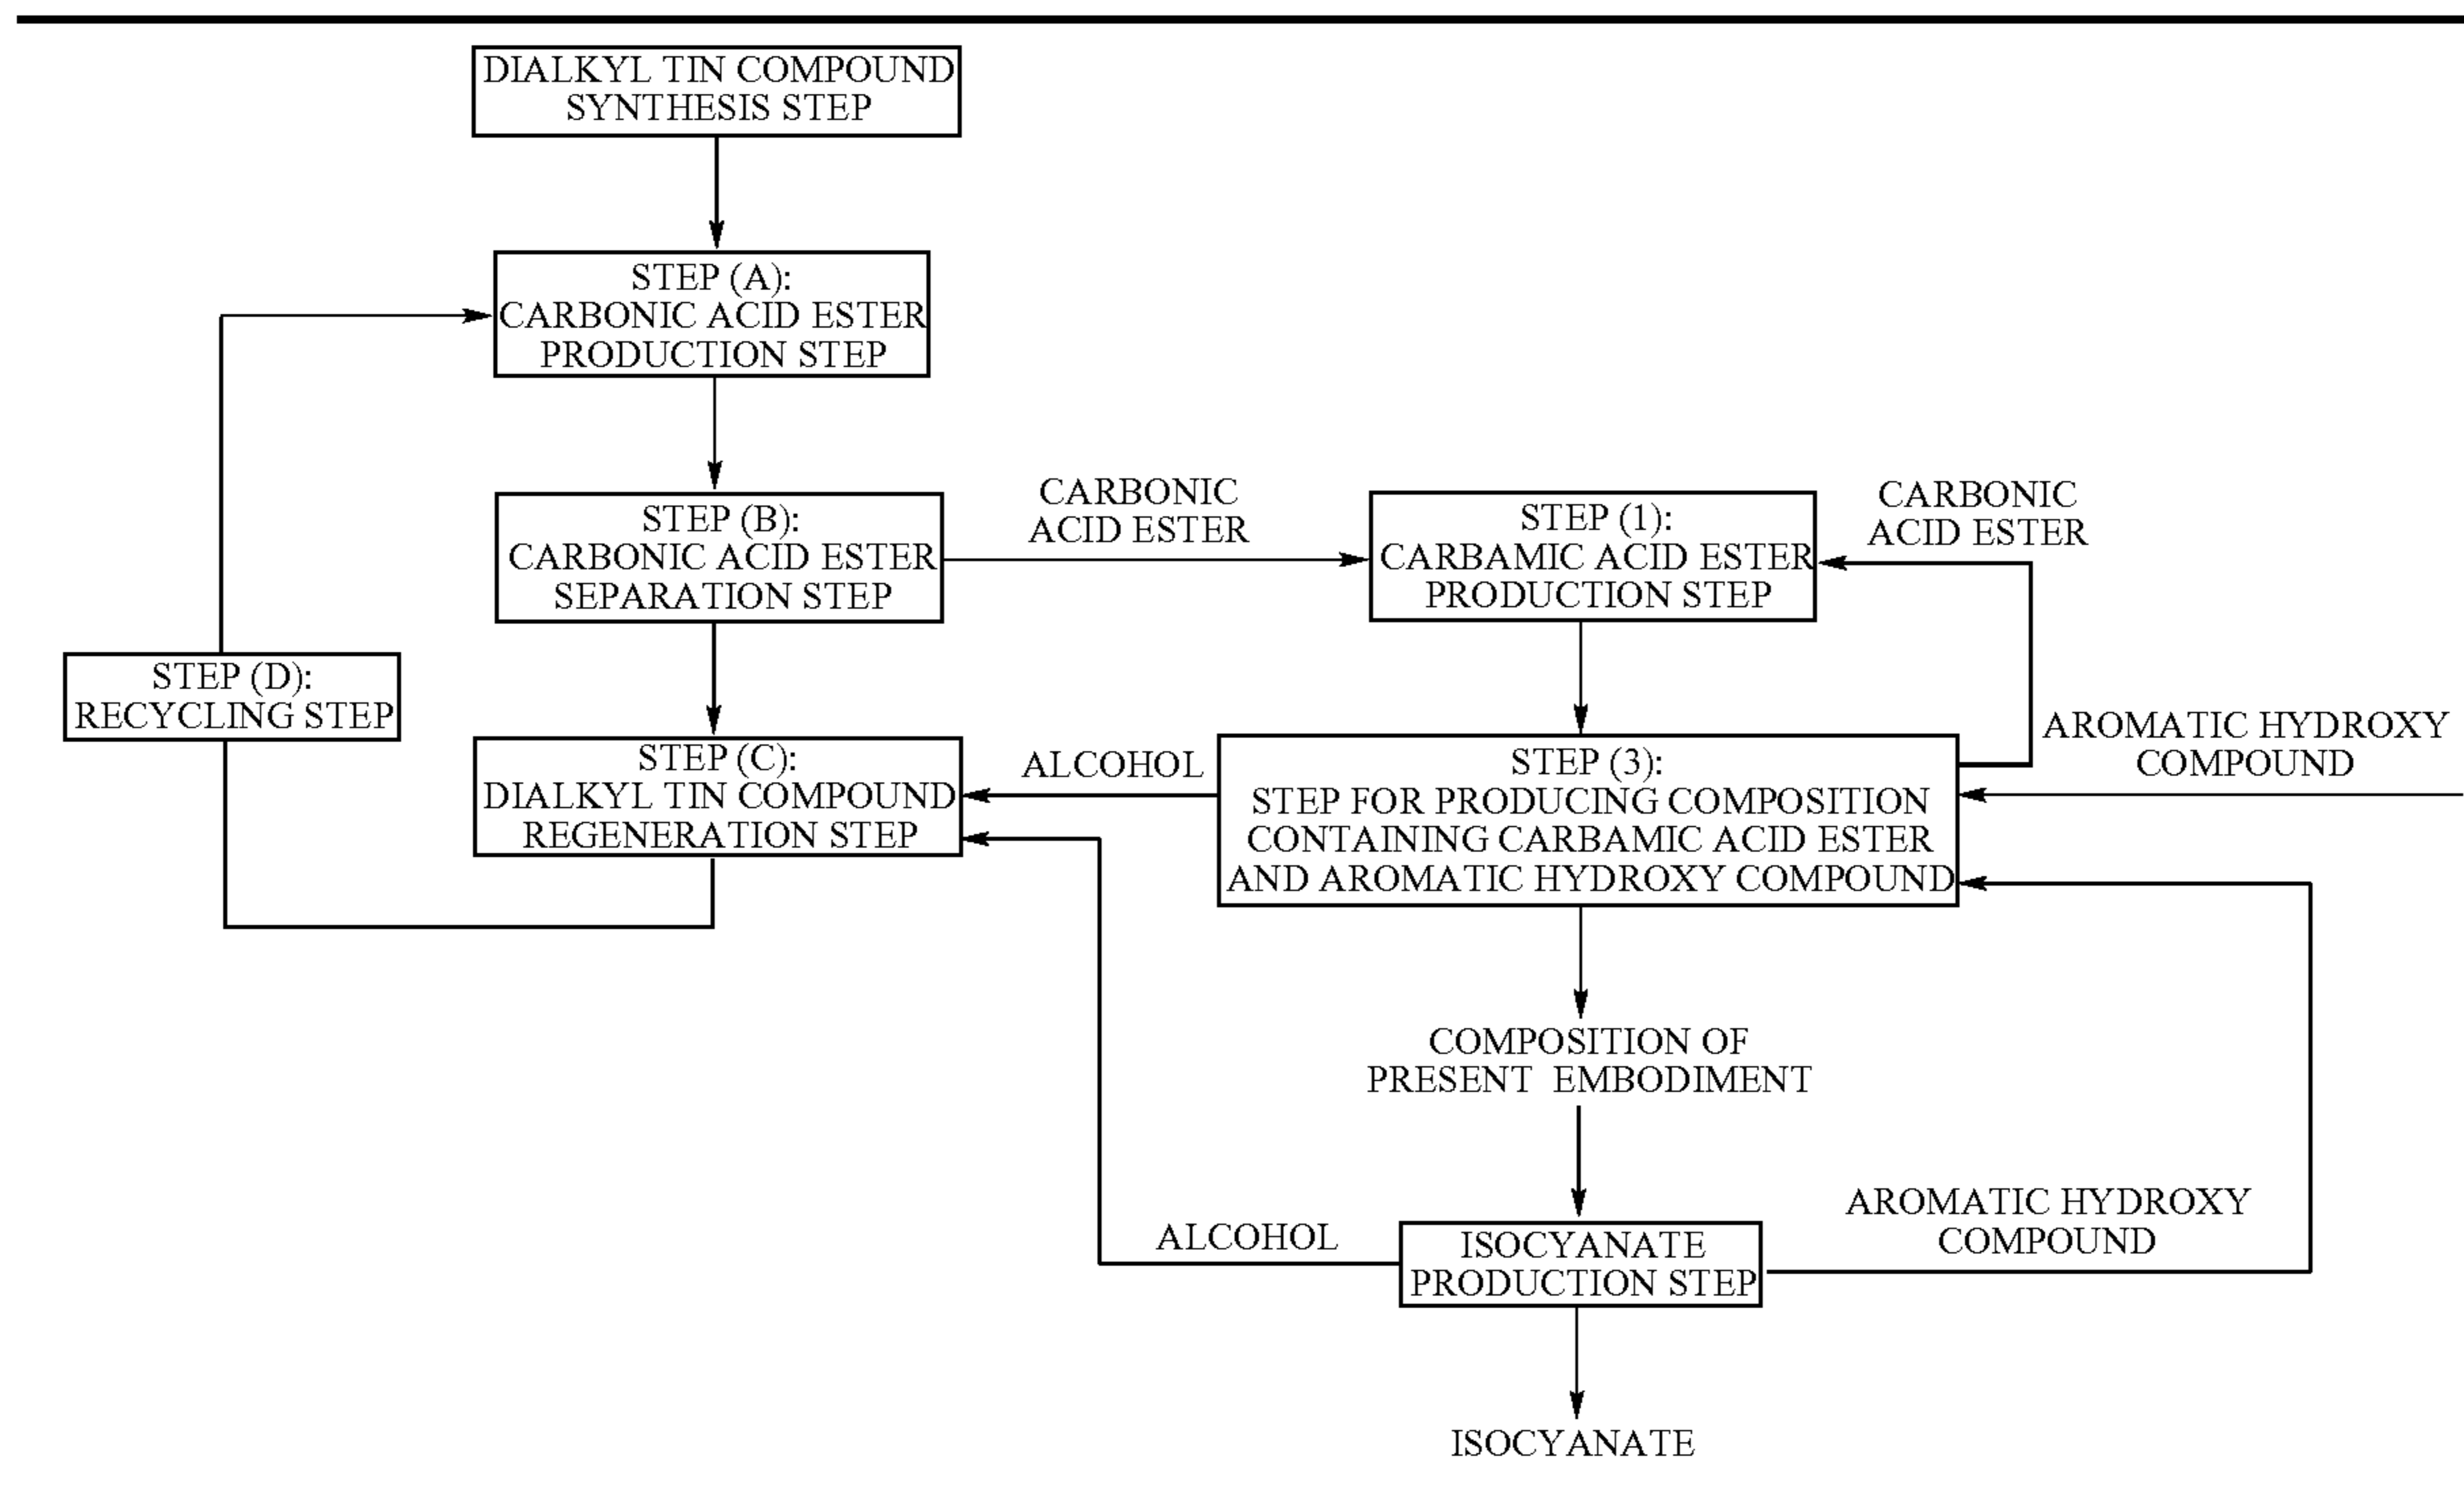 DIALKYL TIN COMPOUND
SYNTHESIS STEP
STEP (A):
CARBONIC ACID ESTER
PRODUCTION STEP
STEP (B):
CARBONIC ACID ESTER
SEPARATION STEP
CARBONIC
ACID ESTER
STEP (1):
CARBAMIC ACID ESTER
PRODUCTION STEP
CARBONIC
ACID ESTER
STEP (D):
RECYCLING STEP
STEP (C):
DIALKYL TIN COMPOUND
REGENERATION STEP
ALCOHOL
STEP (3):
STEP FOR PRODUCING COMPOSITION
CONTAINING CARBAMIC ACID ESTER
AND AROMATIC HYDROXY COMPOUND
AROMATIC HYDROXY
COMPOUND
COMPOSITION OF
PRESENT EMBODIMENT
ALCOHOL
ISOCYANATE
PRODUCTION STEP
AROMATIC HYDROXY
COMPOUND
ISOCYANATE